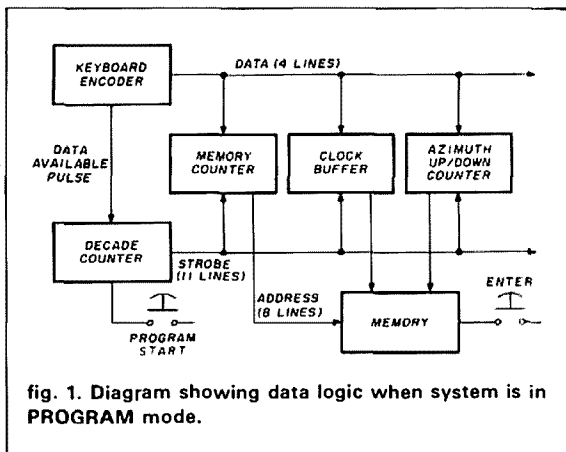 KEYBOARD
ENCODER
DATA (4 LINES)
DATA
AVAILABLE
PULSE
MEMORY
COUNTER
CLOCK
BUFFER
AZIMUTH
UP/DOWN
COUNTER
DECADE
COUNTER
STROBE
(11 LINES)
ADDRESS
(8 LINES)
ENTER
PROGRAM
START
MEMORY
fig. 1. Diagram showing data logic when system is in
PROGRAM mode.